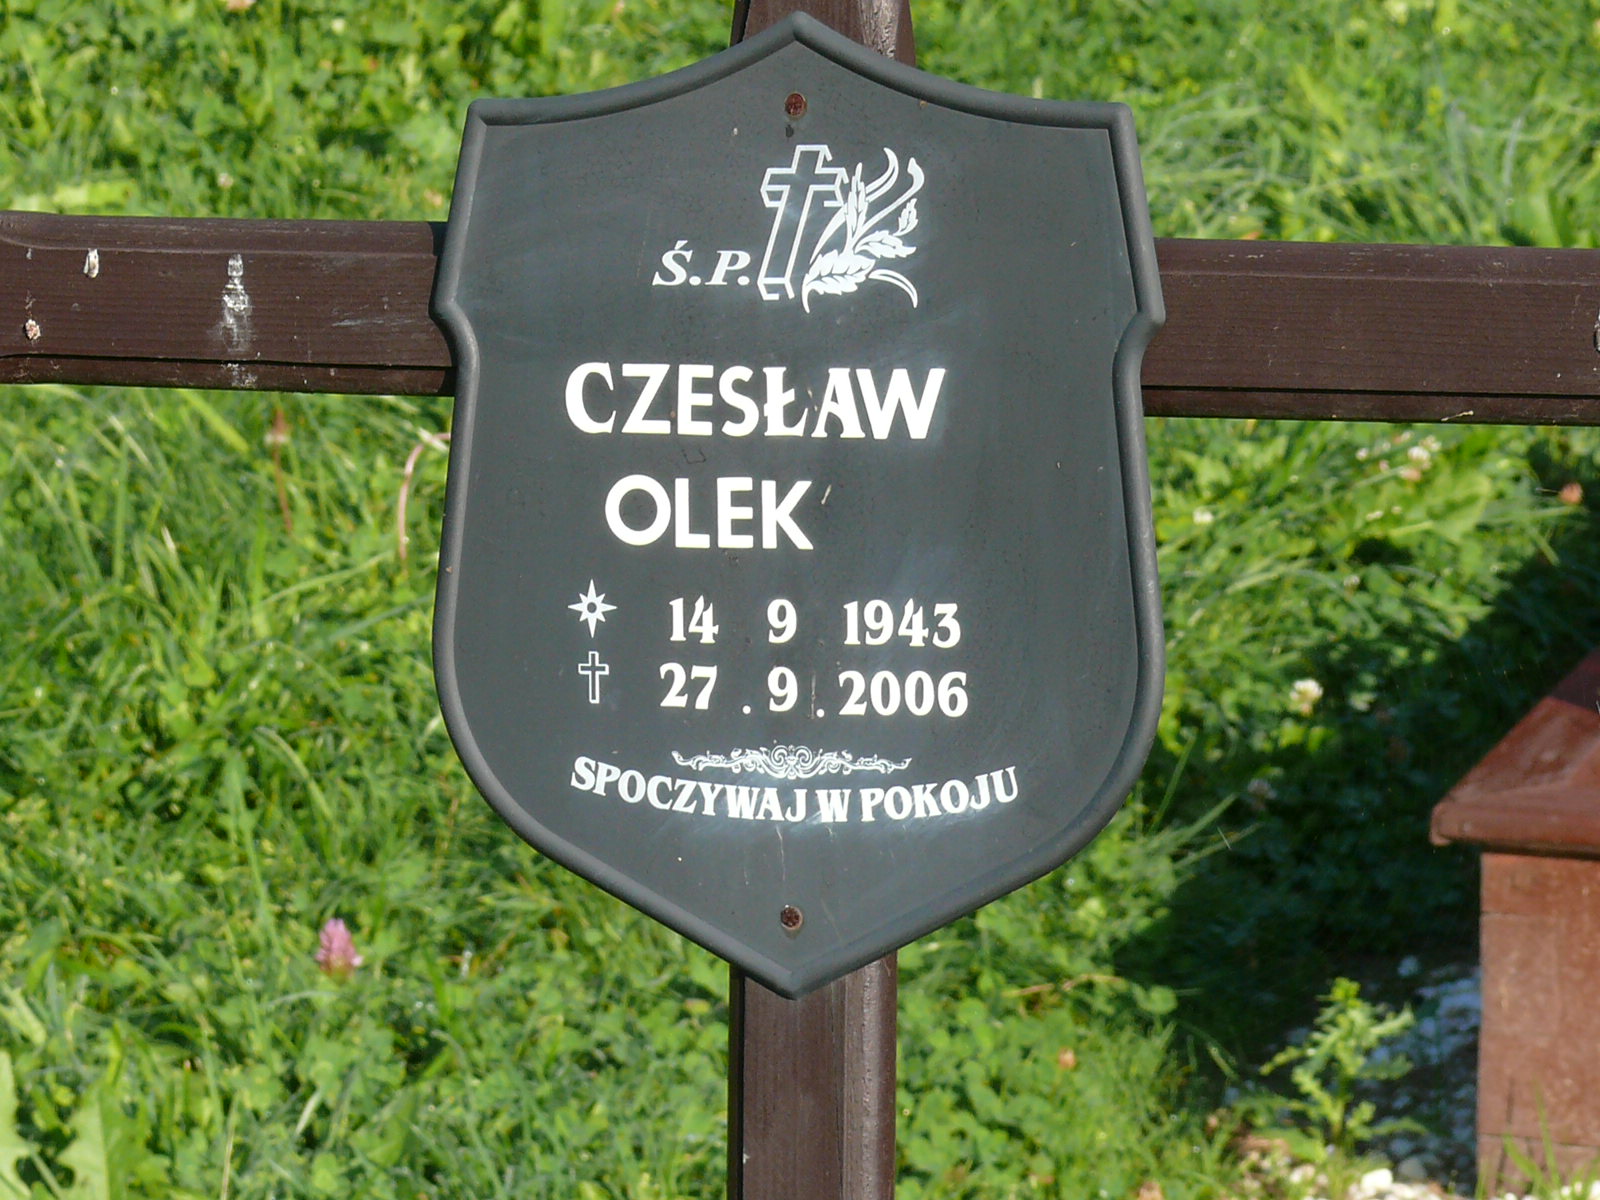 Ś.P.
CZESŁAW
OLEK
14 9 1943
27 . 9 . 2006
SPOCZYWAJ W POKOJU